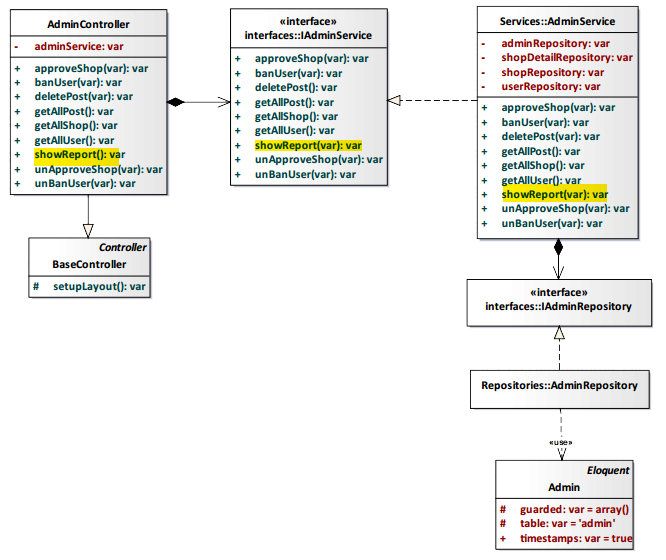 AdminController
- adminService: var
+ approveShop(var): var
+ banUser(var): var
+ deletePost(var): var
+ getAllPost(): var
+ getAllShop(): var
+ getAllUser(): var
+ showReport(): var
+ unApproveShop(var): var
+ unBanUser(var): var
«interface»
interfaces::IAdminService
+ approveShop(var): var
+ banUser(var): var
+ deletePost(var): var
+ getAllPost(): var
+ getAllShop(): var
+ getAllUser(): var
+ showReport(var): var
+ unApproveShop(var): var
+ unBanUser(var): var
Services::AdminService
- adminRepository: var
- shopDetailRepository: var
- shopRepository: var
- userRepository: var
+ approveShop(var): var
+ banUser(var): var
+ deletePost(var): var
+ getAllPost(): var
+ getAllShop(): var
+ getAllUser(): var
+ showReport(var): var
+ unApproveShop(var): var
+ unBanUser(var): var
Controller
BaseController
# setupLayout(): var
«interface»
interfaces::IAdminRepository
Repositories::AdminRepository
«use»
Eloquent
Admin
# guarded: var = array()
# table: var = 'admin'
+ timestamps: var = true